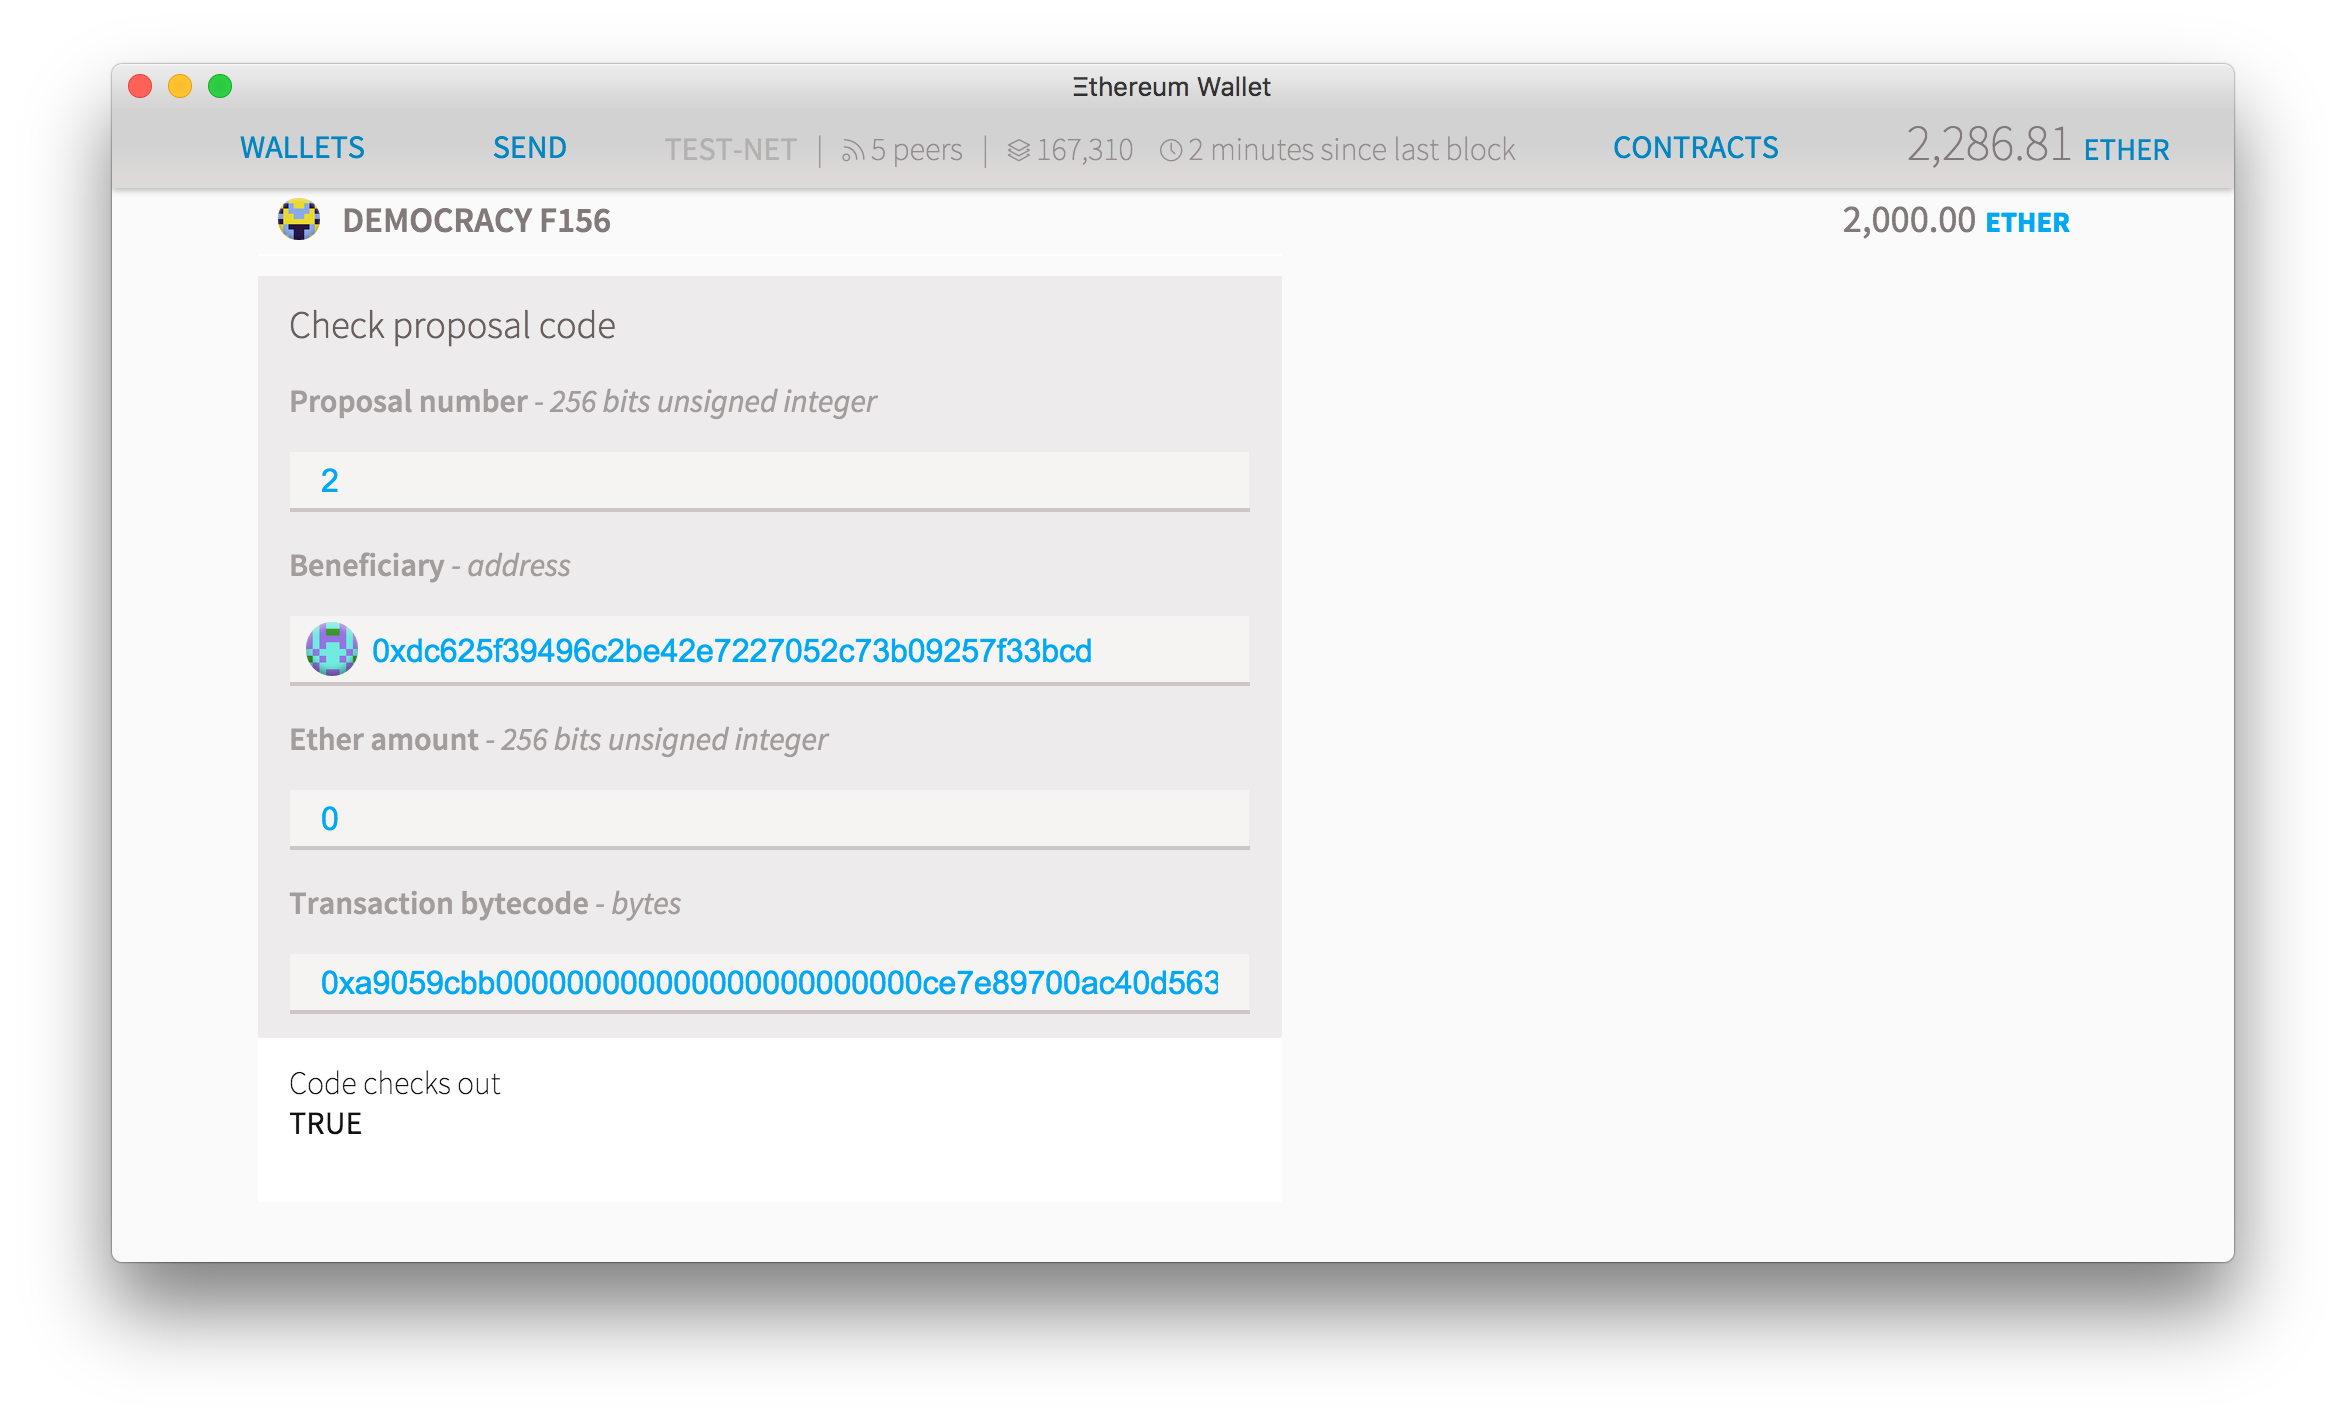 Ξthereum Wallet
WALLETS SEND TEST-NET | 5 peers | 167,310 2 minutes since last block CONTRACTS 2,286.81 ETHER
DEMOCRACY F156 2,000.00 ETHER
Check proposal code
Proposal number - 256 bits unsigned integer
2
Beneficiary - address
0xdc625f39496c2be42e7227052c73b09257f33bcd
Ether amount - 256 bits unsigned integer
0
Transaction bytecode - bytes
0xa9059cbb000000000000000000000000ce7e89700ac40d563
Code checks out
TRUE